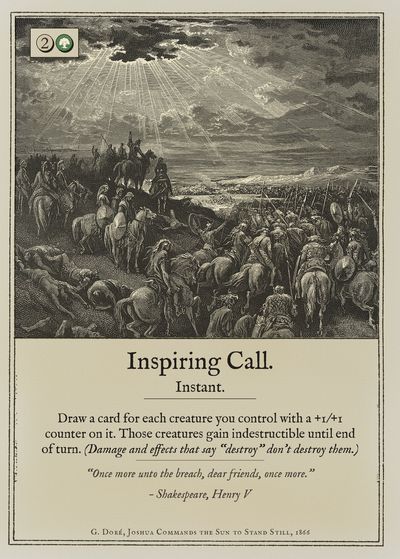 2
Inspiring Call.
Instant.
Draw a card for each creature you control with a +1/+1
counter on it. Those creatures gain indestructible until end
of turn. (Damage and effects that say “destroy” don’t destroy them.)
“Once more unto the breach, dear friends, once more.”
– Shakespeare, Henry V
G. Doré, Joshua Commands the Sun to Stand Still, 1866